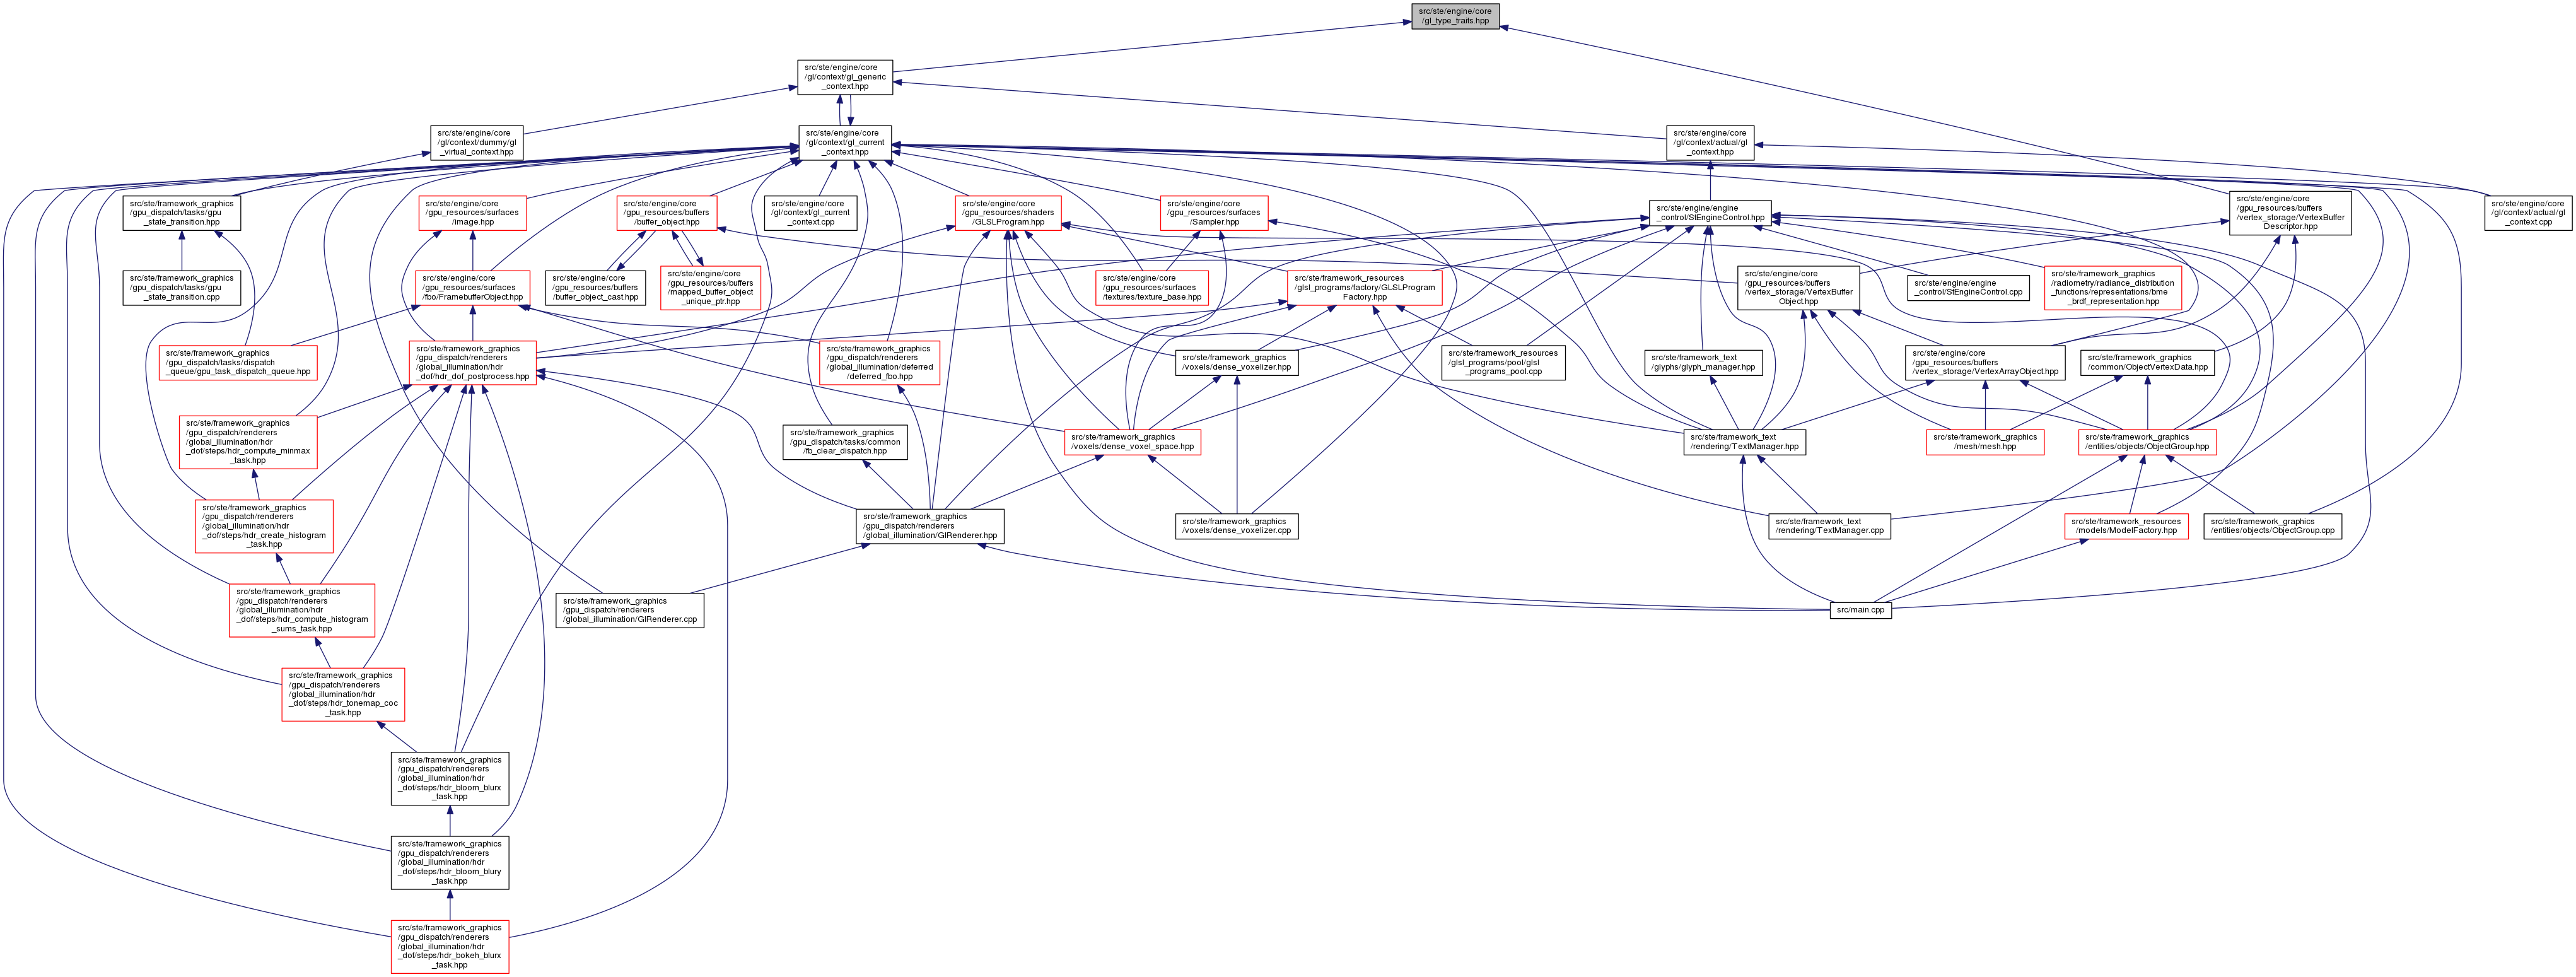 src/ste/engine/core
/gl_type_traits.hpp
src/ste/engine/core
/gl/context/gl_generic
_context.hpp
src/ste/engine/core
/gl/context/dummy/gl
_virtual_context.hpp
src/ste/engine/core
/gl/context/gl_current
_context.hpp
src/ste/engine/core
/gl/context/actual/gl
_context.hpp
src/ste/framework_graphics
/gpu_dispatch/tasks/gpu
_state_transition.hpp
src/ste/engine/core
/gpu_resources/surfaces
/image.hpp
src/ste/engine/core
/gpu_resources/buffers
/buffer_object.hpp
src/ste/engine/core
/gl/context/gl_current
_context.cpp
src/ste/engine/core
/gpu_resources/shaders
/GLSLProgram.hpp
src/ste/engine/core
/gpu_resources/surfaces
/Sampler.hpp
src/ste/engine/engine
_control/StEngineControl.hpp
src/ste/engine/core
/gpu_resources/buffers
/vertex_storage/VertexBuffer
Descriptor.hpp
src/ste/engine/core
/gl/context/actual/gl
_context.cpp
src/ste/framework_graphics
/gpu_dispatch/tasks/gpu
_state_transition.cpp
src/ste/engine/core
/gpu_resources/surfaces
/fbo/FramebufferObject.hpp
src/ste/engine/core
/gpu_resources/buffers
/buffer_object_cast.hpp
src/ste/engine/core
/gpu_resources/buffers
/mapped_buffer_object
_unique_ptr.hpp
src/ste/engine/core
/gpu_resources/surfaces
/textures/texture_base.hpp
src/ste/framework_resources
/glsl_programs/factory/GLSLProgram
Factory.hpp
src/ste/engine/core
/gpu_resources/buffers
/vertex_storage/VertexBuffer
Object.hpp
src/ste/engine/engine
_control/StEngineControl.cpp
src/ste/framework_graphics
/radiometry/radiance_distribution
_functions/representations/bme
_brdf_representation.hpp
src/ste/framework_graphics
/gpu_dispatch/tasks/dispatch
_queue/gpu_task_dispatch_queue.hpp
src/ste/framework_graphics
/gpu_dispatch/renderers
/global_illumination/hdr
_dof/hdr_dof_postprocess.hpp
src/ste/framework_graphics
/gpu_dispatch/renderers
/global_illumination/deferred
/deferred_fbo.hpp
src/ste/framework_graphics
/voxels/dense_voxelizer.hpp
src/ste/framework_resources
/glsl_programs/pool/glsl
_programs_pool.cpp
src/ste/framework_text
/glyphs/glyph_manager.hpp
src/ste/engine/core
/gpu_resources/buffers
/vertex_storage/VertexArrayObject.hpp
src/ste/framework_graphics
/common/ObjectVertexData.hpp
src/ste/framework_graphics
/gpu_dispatch/renderers
/global_illumination/hdr
_dof/steps/hdr_compute_minmax
_task.hpp
src/ste/framework_graphics
/gpu_dispatch/tasks/common
/fb_clear_dispatch.hpp
src/ste/framework_graphics
/voxels/dense_voxel_space.hpp
src/ste/framework_text
/rendering/TextManager.hpp
src/ste/framework_graphics
/mesh/mesh.hpp
src/ste/framework_graphics
/entities/objects/ObjectGroup.hpp
src/ste/framework_graphics
/gpu_dispatch/renderers
/global_illumination/hdr
_dof/steps/hdr_create_histogram
_task.hpp
src/ste/framework_graphics
/gpu_dispatch/renderers
/global_illumination/GIRenderer.hpp
src/ste/framework_graphics
/voxels/dense_voxelizer.cpp
src/ste/framework_text
/rendering/TextManager.cpp
src/ste/framework_resources
/models/ModelFactory.hpp
src/ste/framework_graphics
/entities/objects/ObjectGroup.cpp
src/ste/framework_graphics
/gpu_dispatch/renderers
/global_illumination/hdr
_dof/steps/hdr_compute_histogram
_sums_task.hpp
src/ste/framework_graphics
/gpu_dispatch/renderers
/global_illumination/GIRenderer.cpp
src/main.cpp
src/ste/framework_graphics
/gpu_dispatch/renderers
/global_illumination/hdr
_dof/steps/hdr_tonemap_coc
_task.hpp
src/ste/framework_graphics
/gpu_dispatch/renderers
/global_illumination/hdr
_dof/steps/hdr_bloom_blurx
_task.hpp
src/ste/framework_graphics
/gpu_dispatch/renderers
/global_illumination/hdr
_dof/steps/hdr_bloom_blury
_task.hpp
src/ste/framework_graphics
/gpu_dispatch/renderers
/global_illumination/hdr
_dof/steps/hdr_bokeh_blurx
_task.hpp